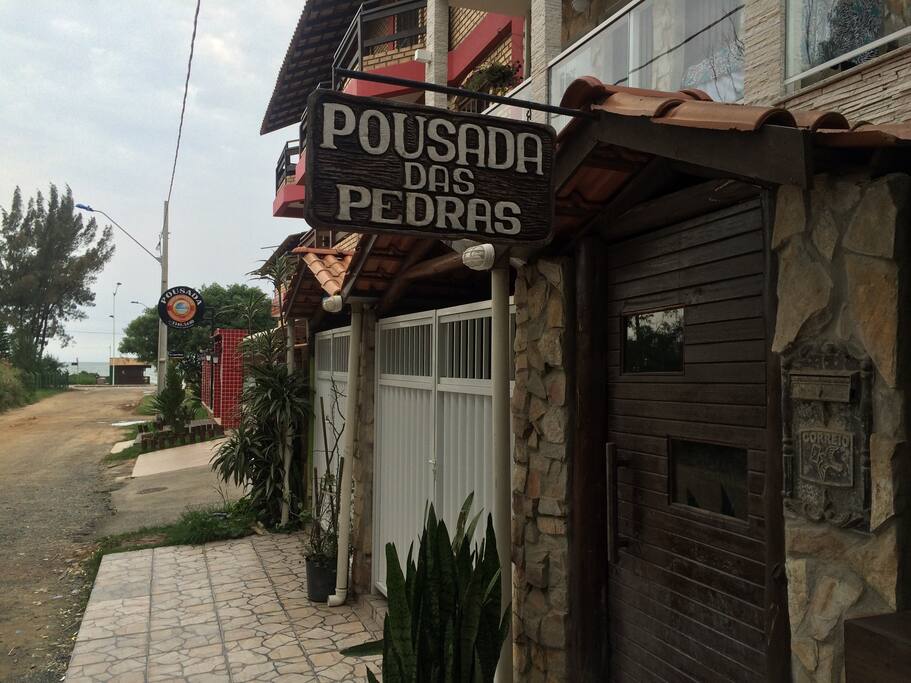 POUSADA
DAS
PEDRAS
POUSADA
CORREIO